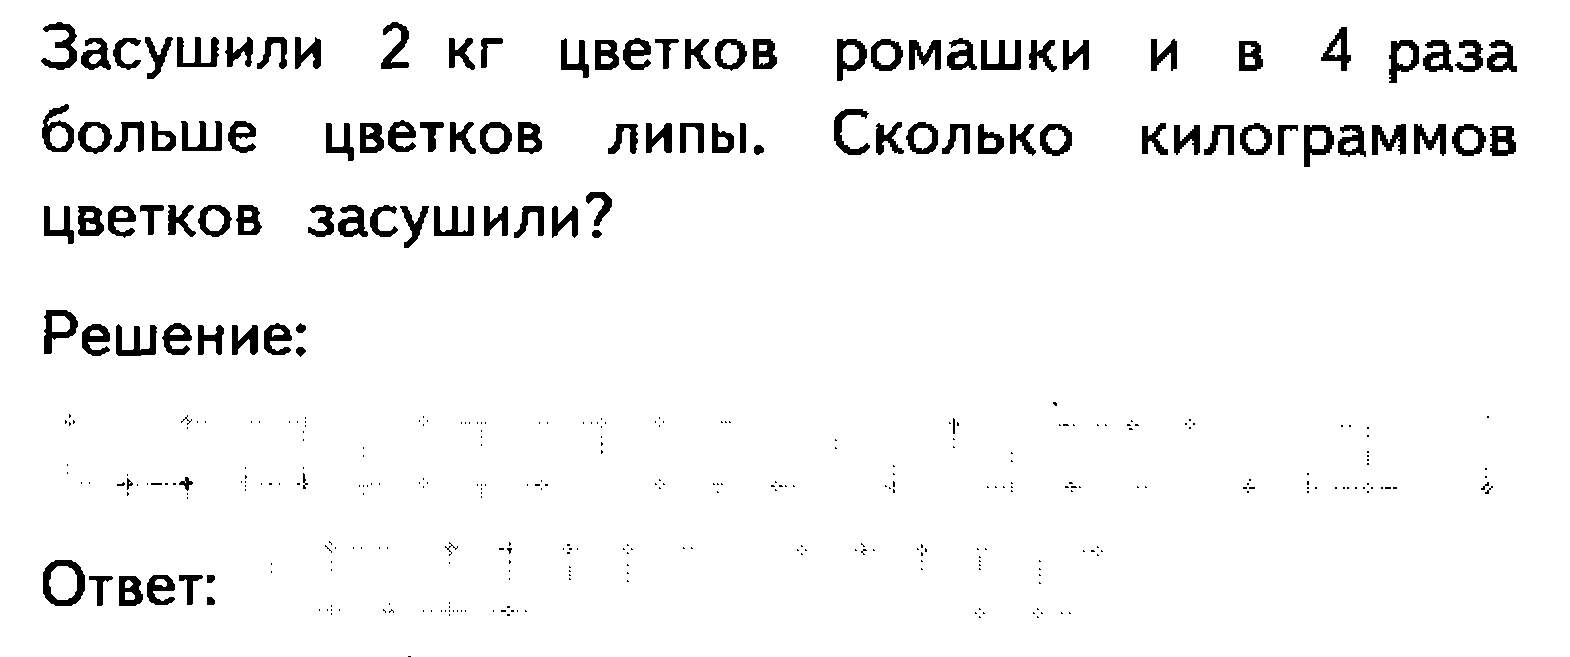 Засушили 2 кг цветков ромашки и в 4 раза
больше цветков липы. Сколько килограммов
цветков засушили?
Решение:
Ответ: